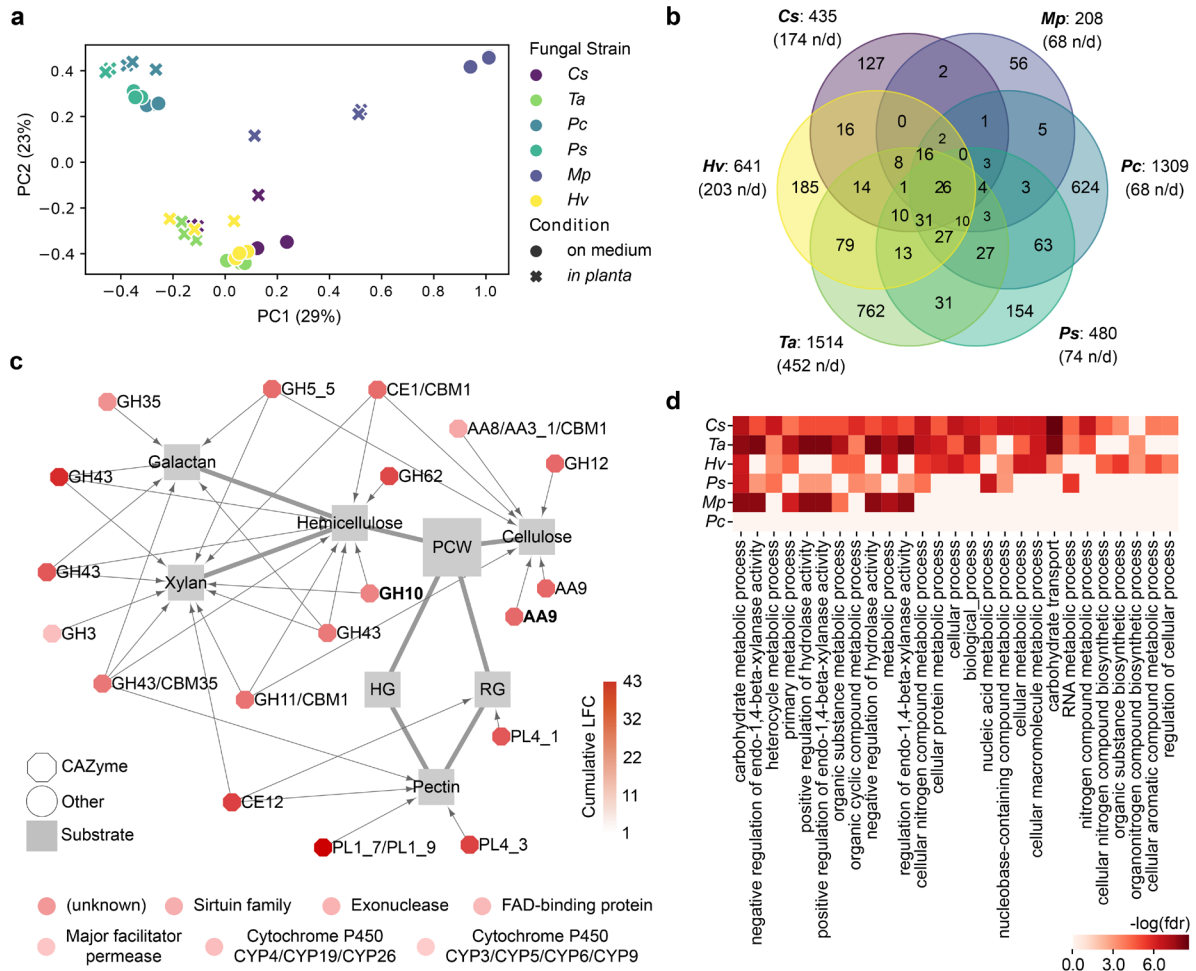 a
0.4
0.2
0.0
−0.2
−0.4
PC2 (23%)
−0.4
−0.2
0.0
0.2
0.4
0.6
0.8
1.0
PC1 (29%)
Fungal Strain
Cs
Ta
Pc
Ps
Mp
Hv
Condition
on medium
in planta
b
Cs: 435
(174 n/d)
Mp: 208
(68 n/d)
Hv: 641
(203 n/d)
Pc: 1309
(68 n/d)
Ta: 1514
(452 n/d)
Ps: 480
(74 n/d)
127
2
56
16
0
2
1
5
8
16
0
3
185
14
1
26
4
3
624
10
31
10
3
79
13
27
27
63
762
31
154
c
GH35
GH5_5
CE1/CBM1
AA8/AA3_1/CBM1
Galactan
GH12
GH43
GH62
Hemicellulose
PCW
Cellulose
GH43
Xylan
GH10
AA9
AA9
GH3
GH43
GH43/CBM35
GH11/CBM1
HG
RG
PL4_1
Pectin
CE12
PL1_7/PL1_9
PL4_3
CAZyme
Other
Substrate
Cumulative LFC
43
32
22
11
1
(unknown)
Sirtuin family
Exonuclease
FAD-binding protein
Major facilitator
permease
Cytochrome P450
CYP4/CYP19/CYP26
Cytochrome P450
CYP3/CYP5/CYP6/CYP9
d
Cs
Ta
Hv
Ps
Mp
Pc
carbohydrate metabolic process
negative regulation of endo-1,4-beta-xylanase activity
heterocycle metabolic process
primary metabolic process
positive regulation of hydrolase activity
positive regulation of endo-1,4-beta-xylanase activity
organic substance metabolic process
organic cyclic compound metabolic process
negative regulation of hydrolase activity
metabolic process
regulation of endo-1,4-beta-xylanase activity
cellular nitrogen compound metabolic process
cellular protein metabolic process
cellular process
biological_process
nucleic acid metabolic process
nucleobase-containing compound metabolic process
cellular metabolic process
cellular macromolecule metabolic process
carbohydrate transport
RNA metabolic process
nitrogen compound metabolic process
cellular nitrogen compound biosynthetic process
organic substance biosynthetic process
organonitrogen compound biosynthetic process
cellular aromatic compound metabolic process
regulation of cellular process
-log(fdr)
0.0
3.0
6.0